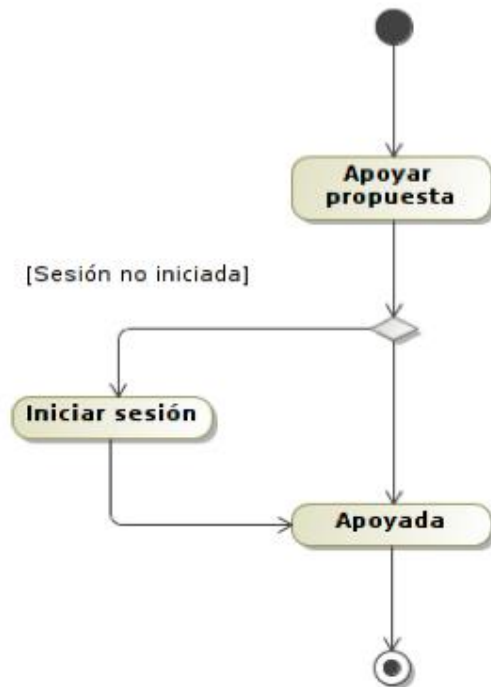 Apoyar
propuesta
[Sesión no iniciada]
Iniciar sesión
Apoyada